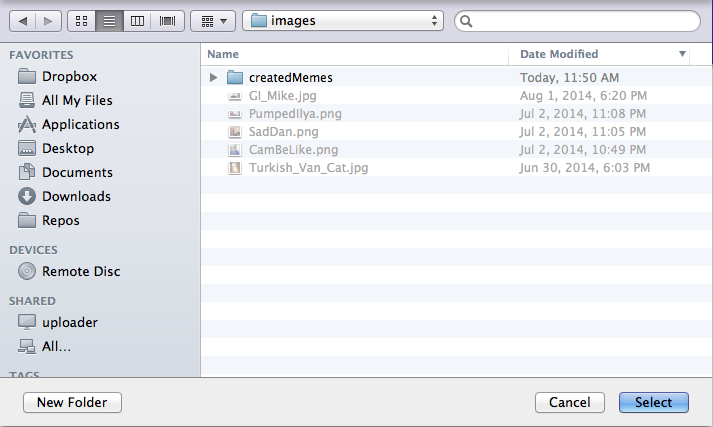 images
FAVORITES
Dropbox
All My Files
Applications
Desktop
Documents
Downloads
Repos
DEVICES
Remote Disc
SHARED
uploader
All...
TAGS
Name Date Modified
createdMemes Today, 11:50 AM
GI_Mike.jpg Aug 1, 2014, 6:20 PM
PumpedIlya.png Jul 2, 2014, 11:08 PM
SadDan.png Jul 2, 2014, 11:05 PM
CamBeLike.png Jul 2, 2014, 10:49 PM
Turkish_Van_Cat.jpg Jun 30, 2014, 6:03 PM
New Folder Cancel Select